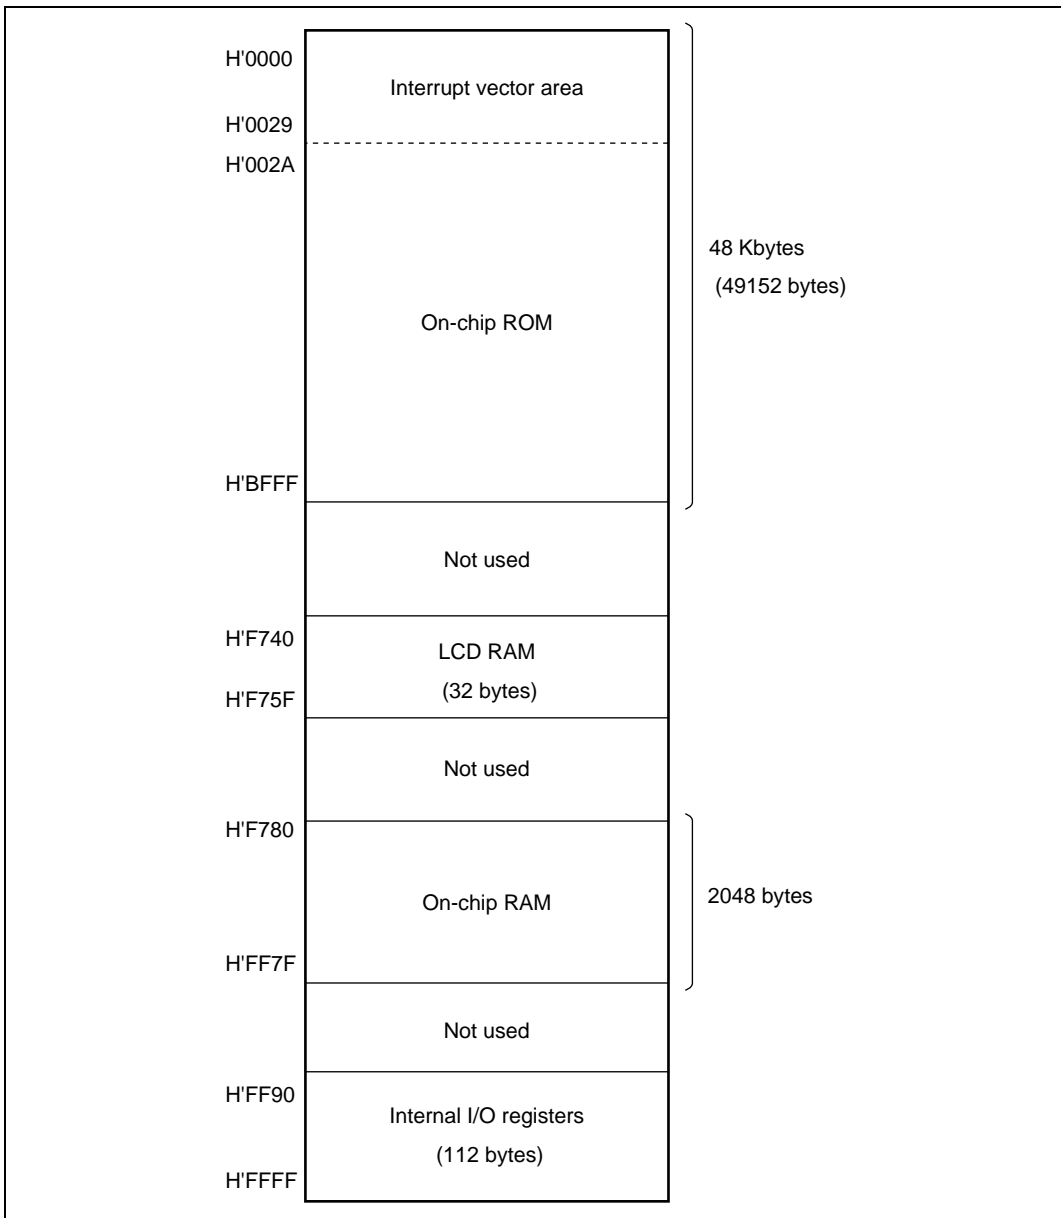 H'0000
Interrupt vector area
H'0029
H'002A
48 Kbytes
(49152 bytes)
On-chip ROM
H'BFFF
Not used
H'F740
LCD RAM
(32 bytes)
H'F75F
Not used
H'F780
On-chip RAM
2048 bytes
H'FF7F
Not used
H'FF90
Internal I/O registers
(112 bytes)
H'FFFF